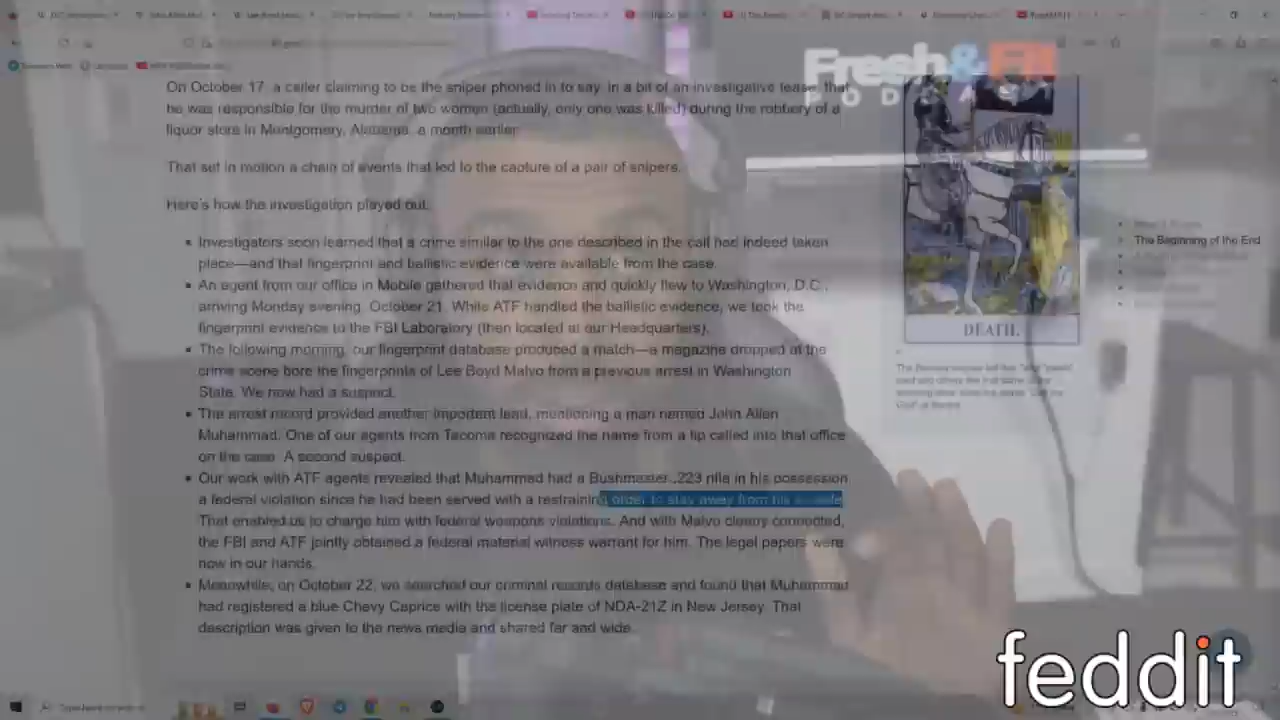 Fresh&Fit
PODCAST
On October 17, a caller claiming to be the sniper phoned in to say, in a bit of an investigative tease, that
he was responsible for the murder of two women (actually, only one was killed) during the robbery of a
liquor store in Montgomery, Alabama, a month earlier.
That set in motion a chain of events that led to the capture of a pair of snipers.
Here's how the investigation played out:
Investigators soon learned that a crime similar to the one described in the call had indeed taken
place—and that fingerprint and ballistic evidence were available from the case.
An agent from our office in Mobile gathered that evidence and quickly flew to Washington, D.C.,
arriving Monday evening, October 21. While ATF handled the ballistic evidence, we took the
fingerprint evidence to the FBI Laboratory (then located at our Headquarters).
The following morning, our fingerprint database produced a match—a magazine dropped at the
crime scene bore the fingerprints of Lee Boyd Malvo from a previous arrest in Washington
State. We now had a suspect.
The arrest record provided another important lead, mentioning a man named John Allen
Muhammad. One of our agents from Tacoma recognized the name from a tip called into that office
on the case. A second suspect.
Our work with ATF agents revealed that Muhammad had a Bushmaster .223 rifle in his possession
a federal violation since he had been served with a restraining order to stay away from his
That enabled us to charge him with federal weapons violations. And with Malvo clearly connected,
the FBI and ATF jointly obtained a federal material witness warrant for him. The legal papers were
now in our hands.
Meanwhile, on October 22, we searched our criminal records database and found that Muhammad
had registered a blue Chevy Caprice with the license plate of NDA-21Z in New Jersey. That
description was given to the news media and shared far and wide.
DEATH.
The Beginning of the End
feddit